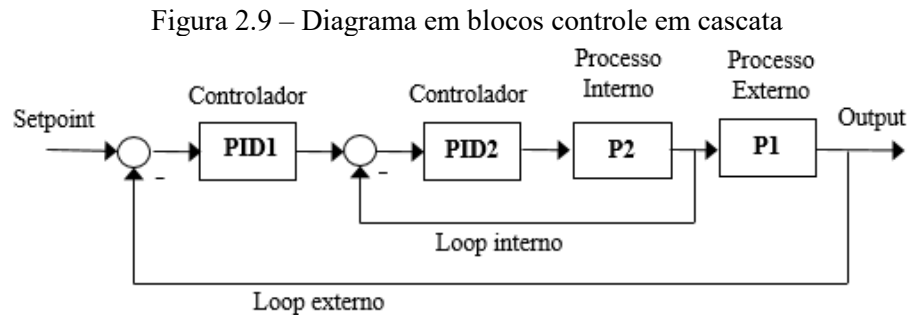 Figura 2.9 – Diagrama em blocos controle em cascata
Setpoint
-
Controlador
PID1
-
Controlador
PID2
Processo
Interno
P2
Processo
Externo
P1
Output
Loop interno
Loop externo